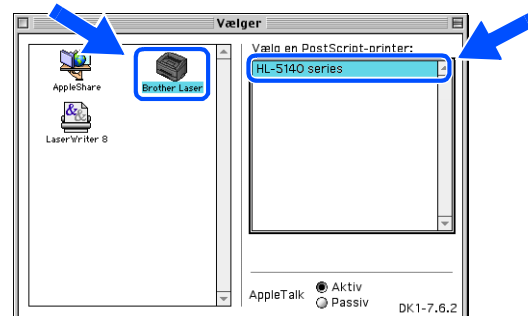 Vælger
AppleShare
Brother Laser
LaserWriter 8
Vælg en PostScript-printer:
HL-5140 series
AppleTalk
Aktiv
Passiv
DK1-7.6.2